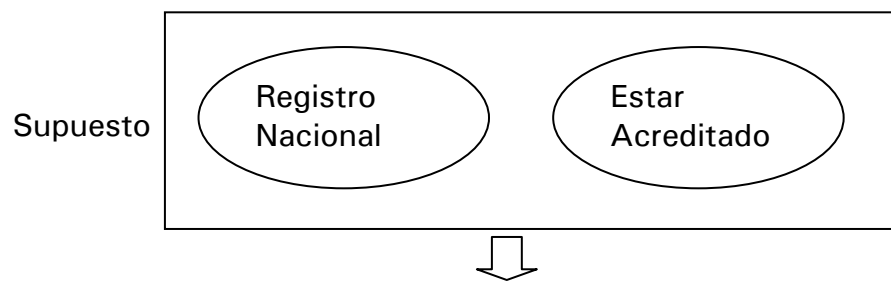 Registro
Nacional
Estar
Acreditado
Supuesto